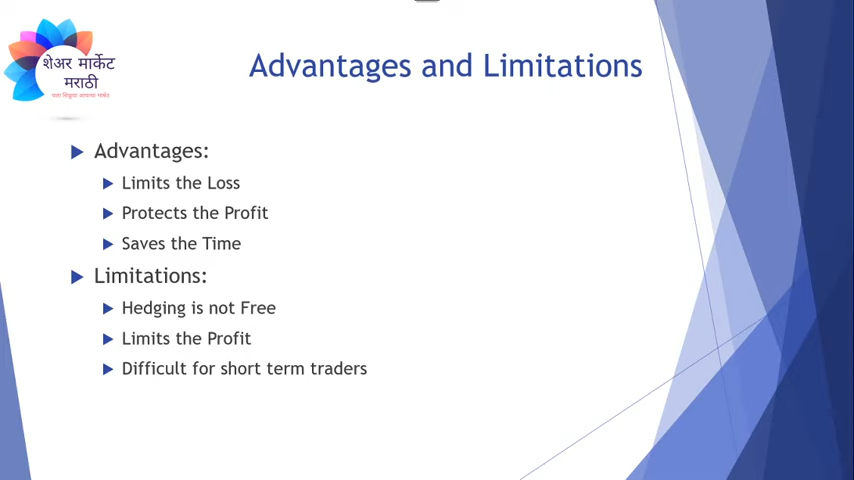 शेअर मार्केट
मराठी
Advantages and Limitations
Advantages:
Limits the Loss
Protects the Profit
Saves the Time
Limitations:
Hedging is not Free
Limits the Profit
Difficult for short term traders